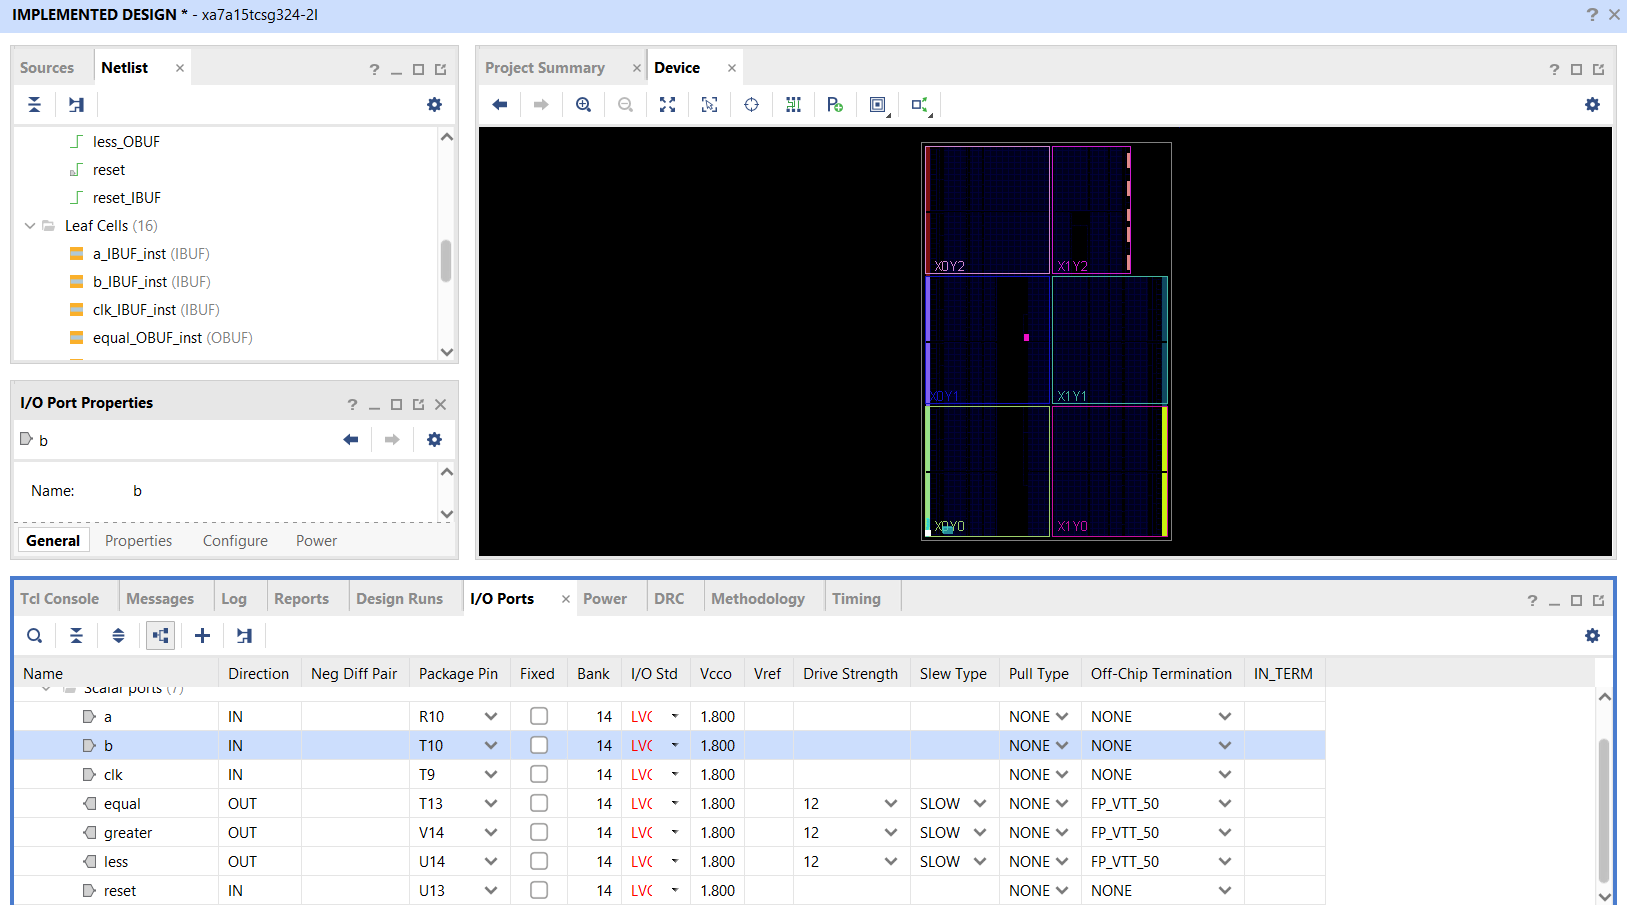 IMPLEMENTED DESIGN * - xa7a15tcsg324-2I
Sources Netlist
less_OBUF
reset
reset_IBUF
Leaf Cells (16)
a_IBUF_inst (IBUF)
b_IBUF_inst (IBUF)
clk_IBUF_inst (IBUF)
equal_OBUF_inst (OBUF)
I/O Port Properties
b
Name: b
General Properties Configure Power
Project Summary Device
X0Y2 X1Y2
X0Y1 X1Y1
X0Y0 X1Y0
Tcl Console Messages Log Reports Design Runs I/O Ports Power DRC Methodology Timing
Name Direction Neg Diff Pair Package Pin Fixed Bank I/O Std Vcco Vref Drive Strength Slew Type Pull Type Off-Chip Termination IN_TERM
Scalar ports (7)
a IN R10 14 LVC 1.800 NONE NONE
b IN T10 14 LVC 1.800 NONE NONE
clk IN T9 14 LVC 1.800 NONE NONE
equal OUT T13 14 LVC 1.800 12 SLOW NONE FP_VTT_50
greater OUT V14 14 LVC 1.800 12 SLOW NONE FP_VTT_50
less OUT U14 14 LVC 1.800 12 SLOW NONE FP_VTT_50
reset IN U13 14 LVC 1.800 NONE NONE